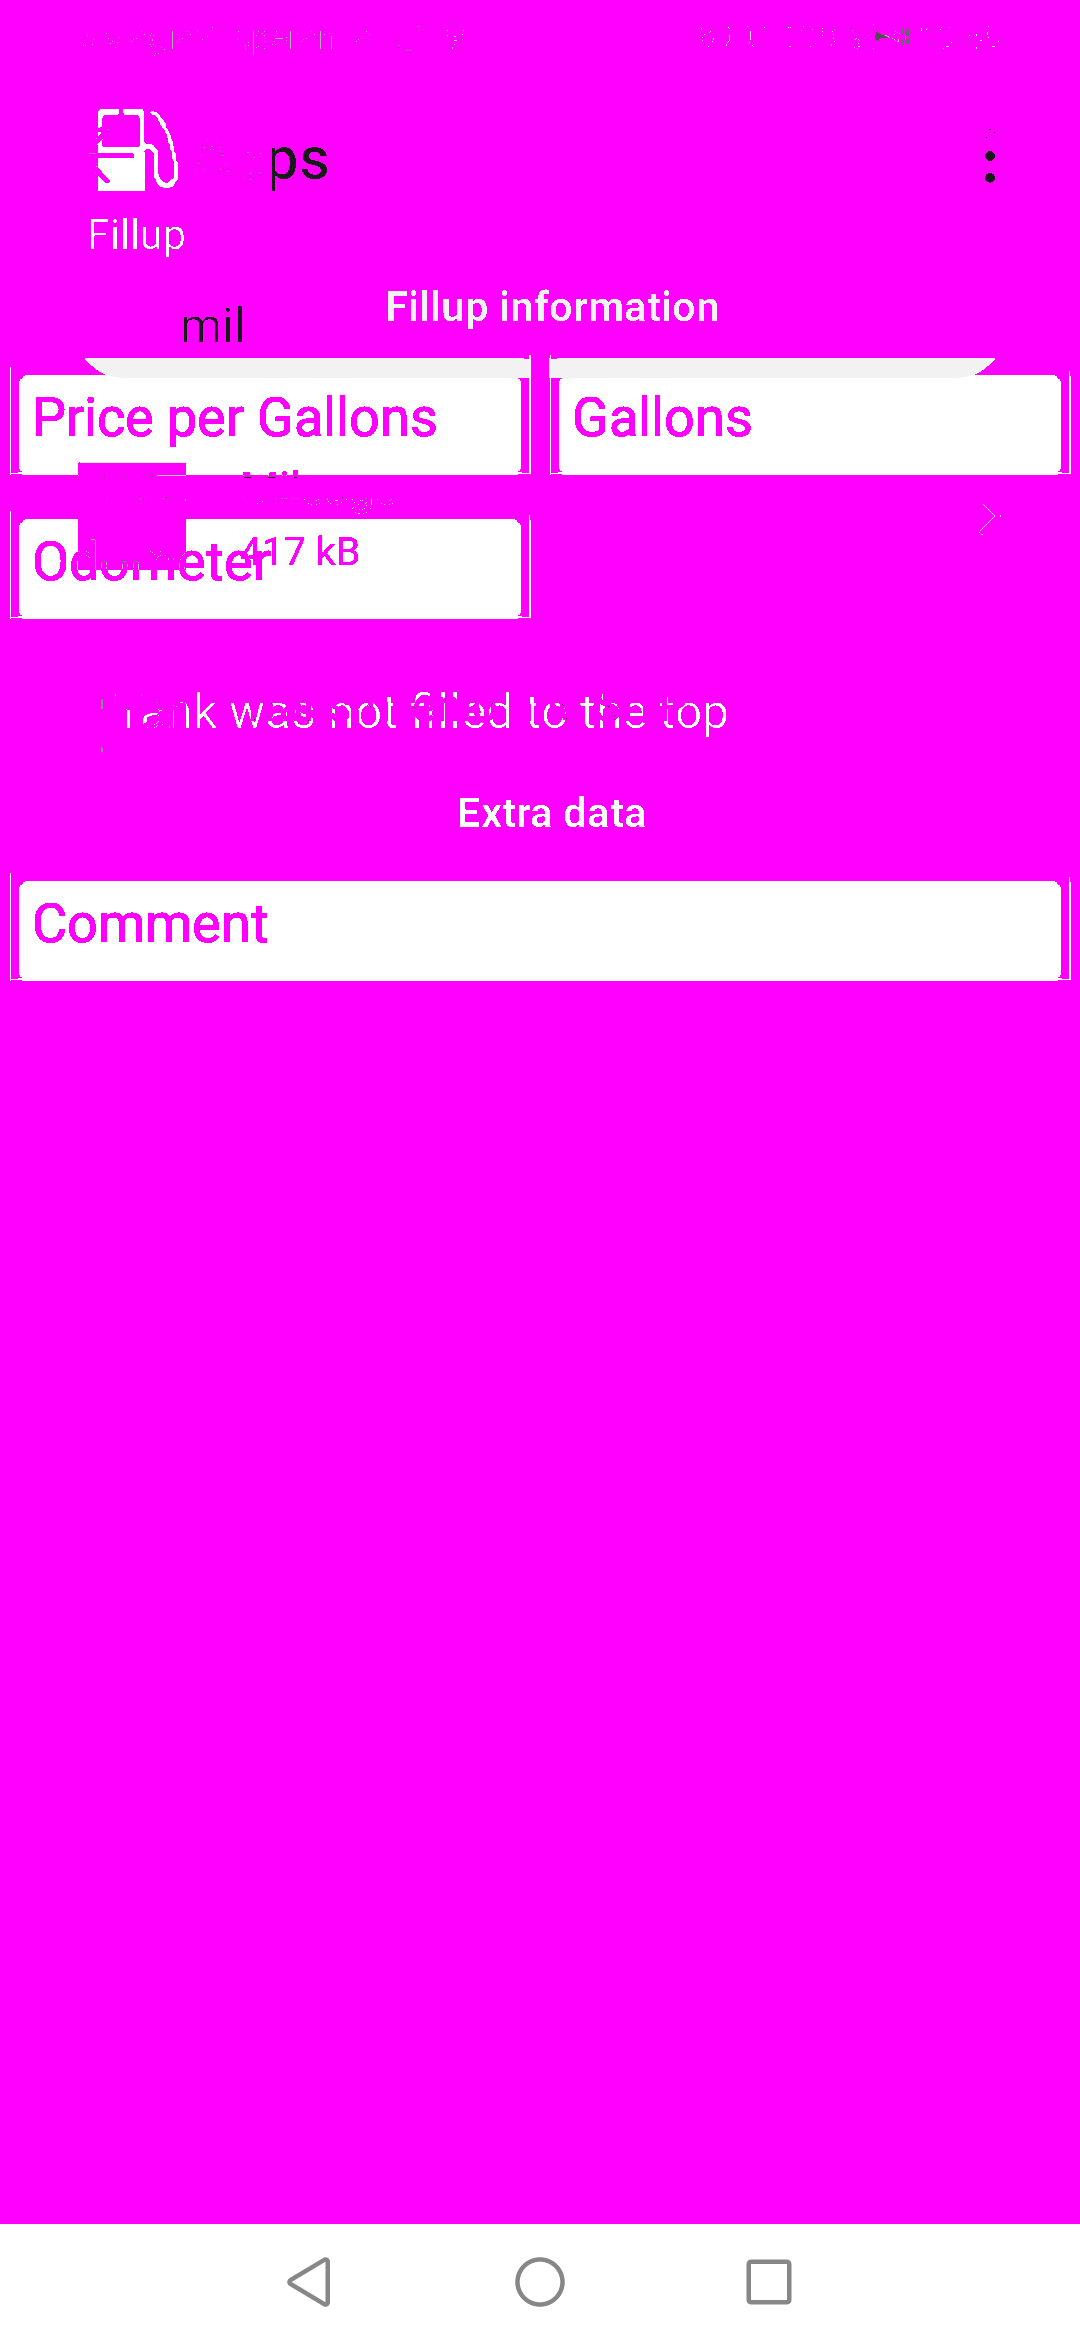 ps
Fillup
Fillup information
mil
Price per Gallons
Gallons
Odometer
417 kB
Tank was not filled to the top
Extra data
Comment